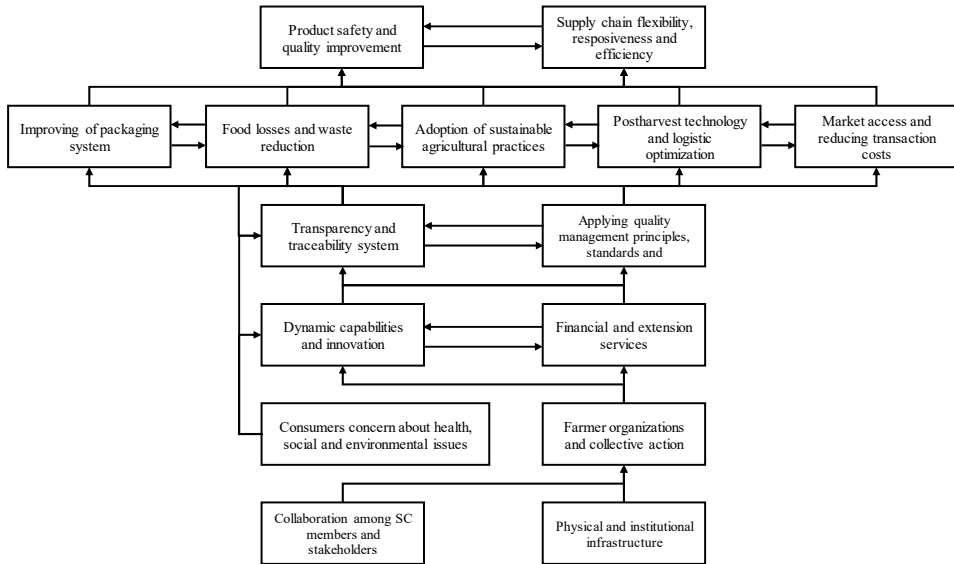 Product safety and
quality improvement
Supply chain flexibility,
resposiveness and
efficiency
Improving of packaging
system
Food losses and waste
reduction
Adoption of sustainable
agricultural practices
Postharvest technology
and logistic
optimization
Market access and
reducing transaction
costs
Transparency and
traceability system
Applying quality
management principles,
standards and
Dynamic capabilities
and innovation
Financial and extension
services
Consumers concern about health,
social and environmental issues
Farmer organizations
and collective action
Collaboration among SC
members and
stakeholders
Physical and institutional
infrastructure